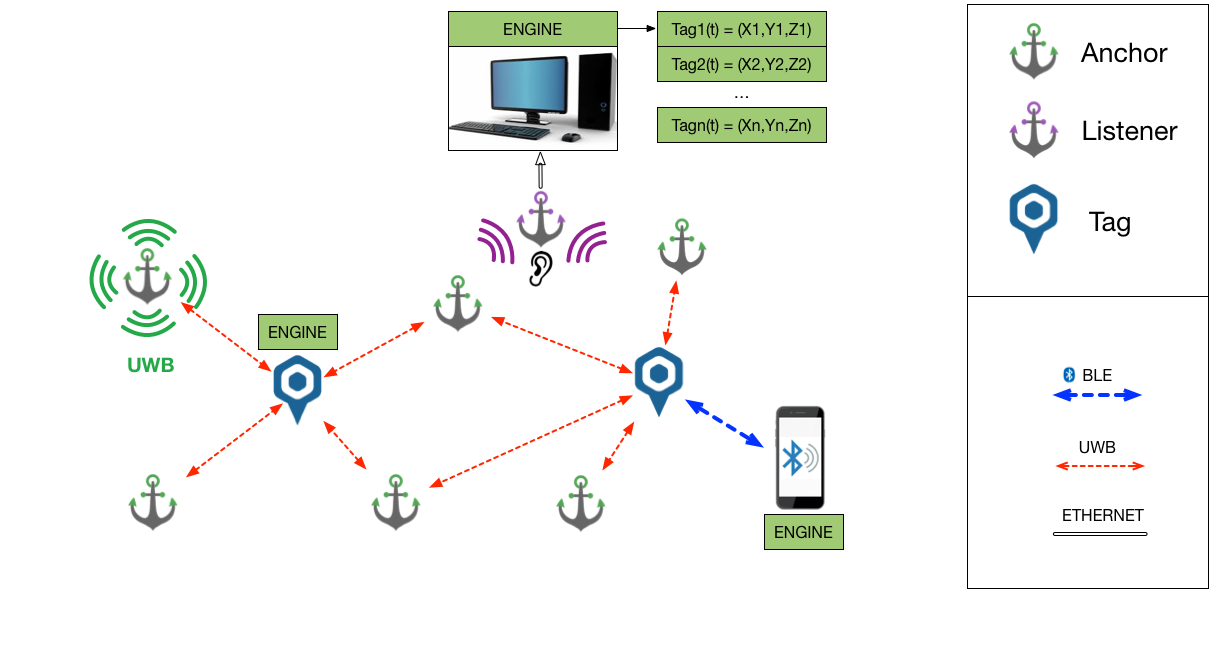 ENGINE
Tag1(t) = (X1,Y1,Z1)
Tag2(t) = (X2,Y2,Z2)
...
Tagn(t) = (Xn,Yn,Zn)
UWB
ENGINE
ENGINE
Anchor
Listener
Tag
BLE
UWB
ETHERNET